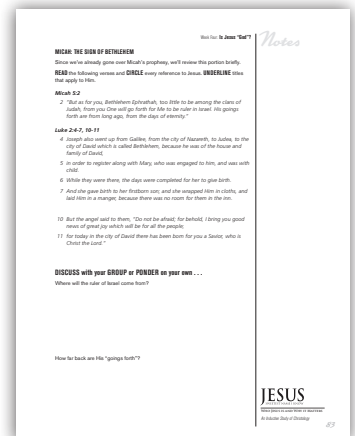 Week Four: Is Jesus "God"?
Notes
MICAH: THE SIGN OF BETHLEHEM
Since we've already gone over Micah's prophecy, we'll review this portion briefly.
READ the following verses and CIRCLE every reference to Jesus. UNDERLINE titles
that apply to Him.
Micah 5:2
2 "But as for you, Bethlehem Ephrathah, too little to be among the clans of
Judah, from you One will go forth for Me to be ruler in Israel. His goings
forth are from long ago, from the days of eternity."
Luke 2:4-7, 10-11
4 Joseph also went up from Galilee, from the city of Nazareth, to Judea, to the
city of David which is called Bethlehem, because he was of the house and
family of David,
5 in order to register along with Mary, who was engaged to him, and was with
child.
6 While they were there, the days were completed for her to give birth.
7 And she gave birth to her firstborn son; and she wrapped Him in cloths, and
laid Him in a manger, because there was no room for them in the inn.
10 But the angel said to them, "Do not be afraid; for behold, I bring you good
news of great joy which will be for all the people;
11 for today in the city of David there has been born for you a Savior, who is
Christ the Lord."
DISCUSS with your GROUP or PONDER on your own . . .
Where will the ruler of Israel come from?
How far back are His "goings forth"?
JESUS
An Inductive Study of Christology
83